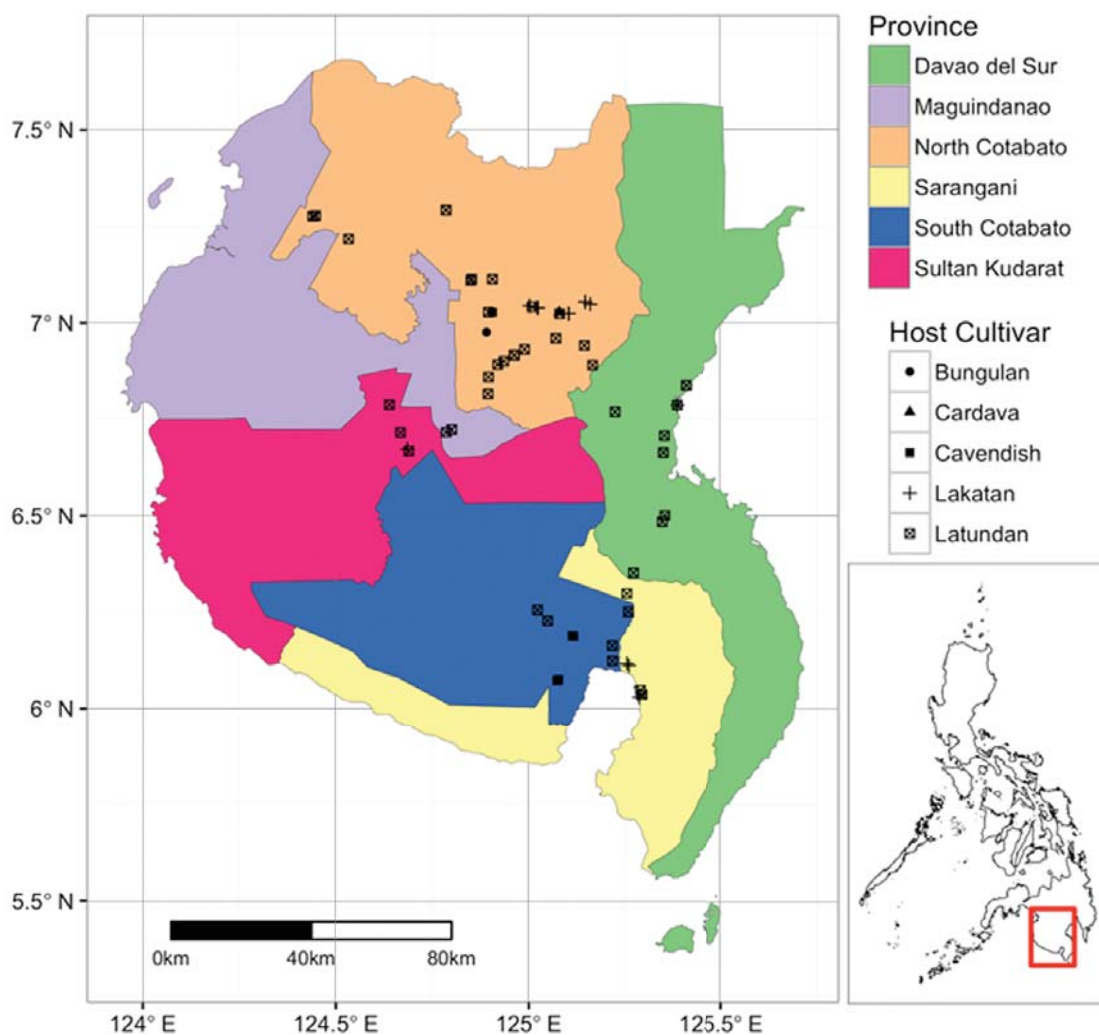 Province
Davao del Sur
Maguindanao
North Cotabato
Sarangani
South Cotabato
Sultan Kudarat
Host Cultivar
Bungulan
Cardava
Cavendish
Lakatan
Latundan
7.5° N
7° N
6.5° N
6° N
5.5° N
0km 40km 80km
124° E 124.5° E 125° E 125.5° E